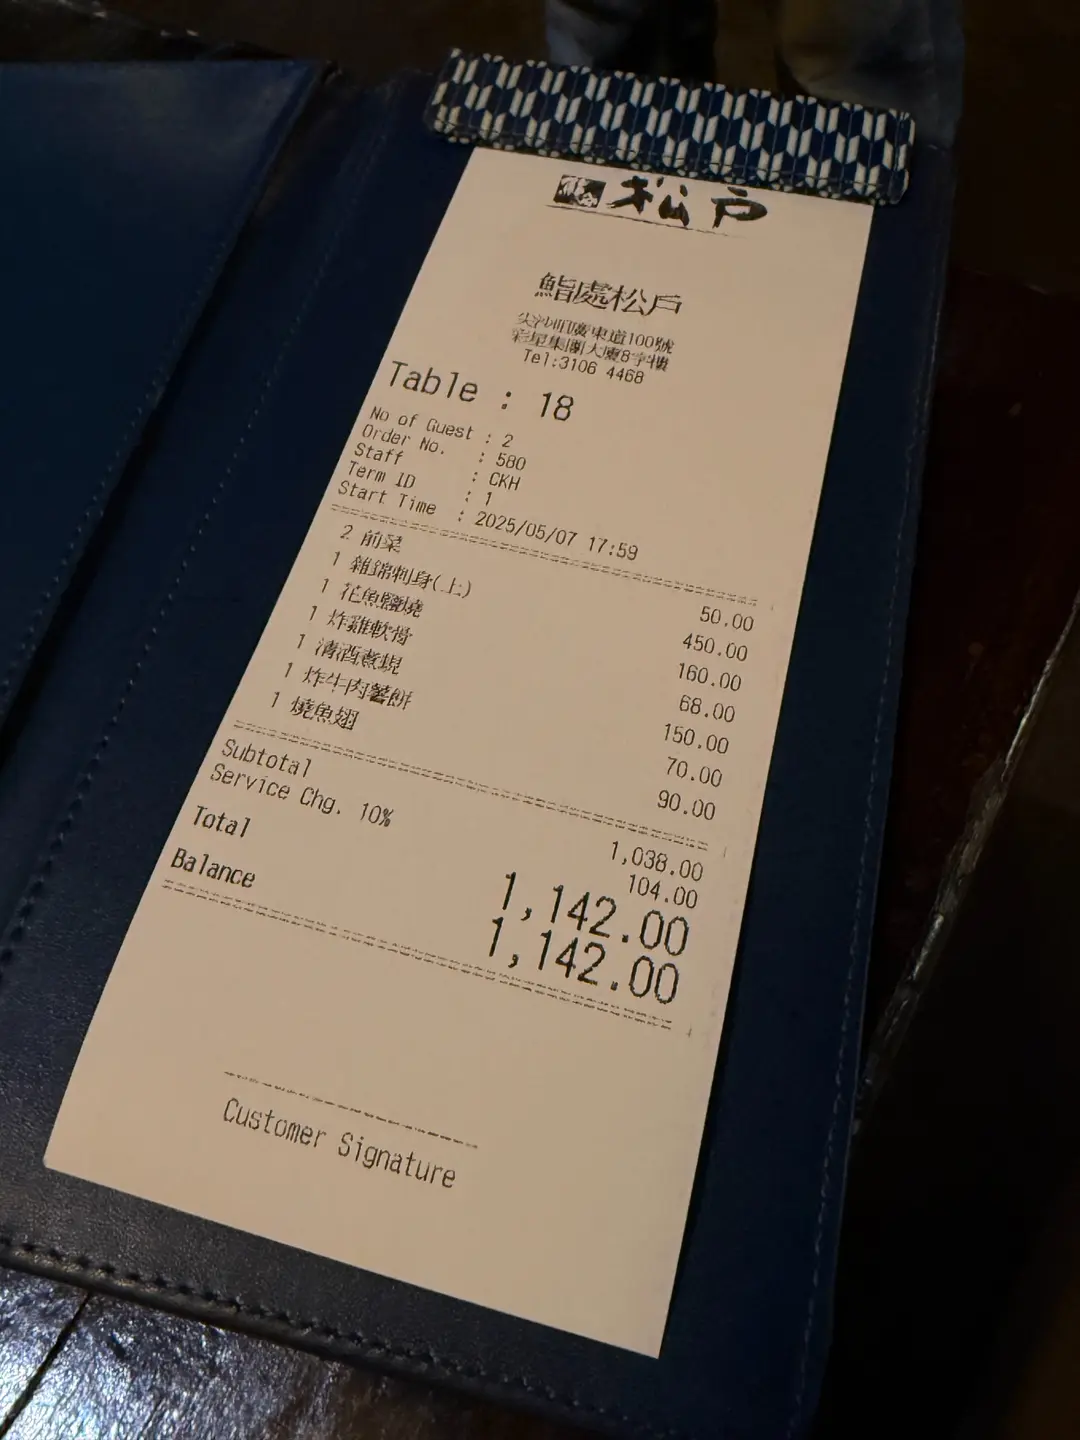 松戸
鮨處松戶
尖沙咀廣東道100號
彩星集團大廈8字樓
Tel:3106 4468
Table : 18
No of Guest : 2
Order No. : 580
Staff : CKH
Term ID : 1
Start Time : 2025/05/07 17:59
2 前菜 50.00
1 雜錦刺身(上) 450.00
1 花魚鹽燒 160.00
1 炸雞軟骨 68.00
1 清酒煮蜆 150.00
1 炸牛肉薯餅 70.00
1 燒魚翅 90.00
Subtotal 1,038.00
Service Chg. 10% 104.00
Total 1,142.00
Balance 1,142.00
Customer Signature